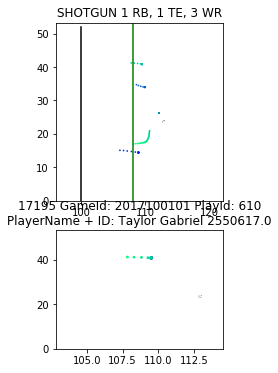 SHOTGUN 1 RB, 1 TE, 3 WR
50
40
30
20
10
0
100 110 120
17195 GameId: 2017100101 PlayId: 610
PlayerName + ID: Taylor Gabriel 2550617.0
40
20
0
105.0 107.5 110.0 112.5